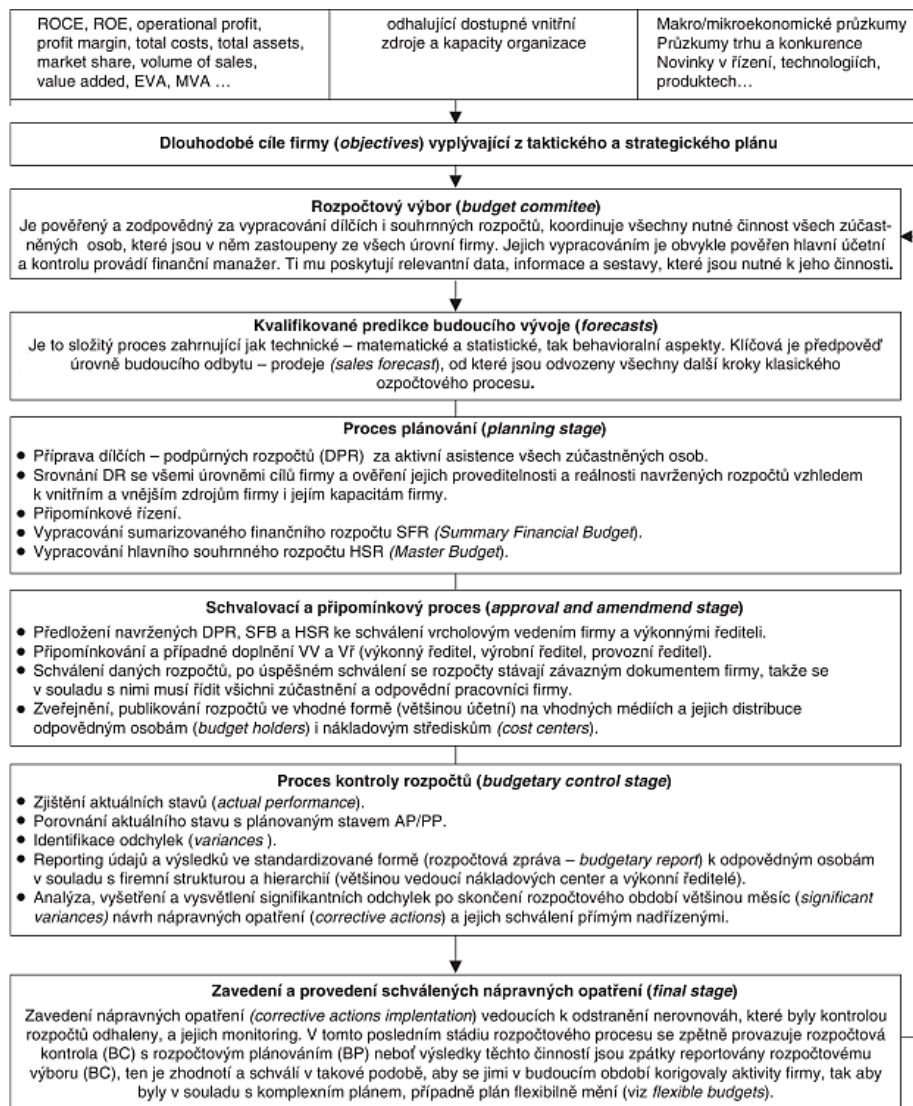 ROCE, ROE, operational profit,
profit margin, total costs, total assets,
market share, volume of sales,
value added, EVA, MVA ...
odhalující dostupné vnitřní
zdroje a kapacity organizace
Makro/mikroekonomické průzkumy
Průzkumy trhu a konkurence
Novinky v řízení, technologiích,
produktech…
Dlouhodobé cíle firmy (objectives) vyplývající z taktického a strategického plánu
Rozpočtový výbor (budget commitee)
Je pověřený a zodpovědný za vypracování dílčích i souhrnných rozpočtů, koordinuje všechny nutné činnost všech zúčast-
něných osob, které jsou v něm zastoupeny ze všech úrovní firmy. Jejich vypracováním je obvykle pověřen hlavní účetní
a kontrolu provádí finanční manažer. Ti mu poskytují relevantní data, informace a sestavy, které jsou nutné k jeho činnosti.
Kvalifikované predikce budoucího vývoje (forecasts)
Je to složitý proces zahrnující jak technické – matematické a statistické, tak behavioralní aspekty. Klíčová je předpověď
úrovně budoucího odbytu – prodeje (sales forecast), od které jsou odvozeny všechny další kroky klasického
ozpočtového procesu.
Proces plánování (planning stage)
● Příprava dílčích – podpůrných rozpočtů (DPR) za aktivní asistence všech zúčastněných osob.
● Srovnání DR se všemi úrovněmi cílů firmy a ověření jejich proveditelnosti a reálnosti navržených rozpočtů vzhledem
k vnitřním a vnějším zdrojům firmy i jejím kapacitám firmy.
● Připomínkové řízení.
● Vypracování sumarizovaného finančního rozpočtu SFR (Summary Financial Budget).
● Vypracování hlavního souhrnného rozpočtu HSR (Master Budget).
Schvalovací a připomínkový proces (approval and amendmend stage)
● Předložení navržených DPR, SFB a HSR ke schválení vrcholovým vedením firmy a výkonnými řediteli.
● Připomínkování a případné doplnění VV a Vř (výkonný ředitel, výrobní ředitel, provozní ředitel).
● Schválení daných rozpočtů, po úspěšném schválení se rozpočty stávají závazným dokumentem firmy, takže se
v souladu s nimi musí řídit všichni zúčastnění a odpovědní pracovníci firmy.
● Zveřejnění, publikování rozpočtů ve vhodné formě (většinou účetní) na vhodných médiích a jejich distribuce
odpovědným osobám (budget holders) i nákladovým střediskům (cost centers).
Proces kontroly rozpočtů (budgetary control stage)
● Zjištění aktuálních stavů (actual performance).
● Porovnání aktuálního stavu s plánovaným stavem AP/PP.
● Identifikace odchylek (variances ).
● Reporting údajů a výsledků ve standardizované formě (rozpočtová zpráva – budgetary report) k odpovědným osobám
v souladu s firemní strukturou a hierarchií (většinou vedoucí nákladových center a výkonní ředitelé).
● Analýza, vyšetření a vysvětlení signifikantních odchylek po skončení rozpočtového období většinou měsíc (significant
variances) návrh nápravných opatření (corrective actions) a jejich schválení přímým nadřízenými.
Zavedení a provedení schválených nápravných opatření (final stage)
Zavedení nápravných opatření (corrective actions implentation) vedoucích k odstranění nerovnováh, které byly kontrolou
rozpočtů odhaleny, a jejich monitoring. V tomto posledním stádiu rozpočtového procesu se zpětně provazuje rozpočtová
kontrola (BC) s rozpočtovým plánováním (BP) neboť výsledky těchto činností jsou zpátky reportovány rozpočtovému
výboru (BC), ten je zhodnotí a schválí v takové podobě, aby se jimi v budoucím období korigovaly aktivity firmy, tak aby
byly v souladu s komplexním plánem, případně plán flexibilně mění (viz flexible budgets).